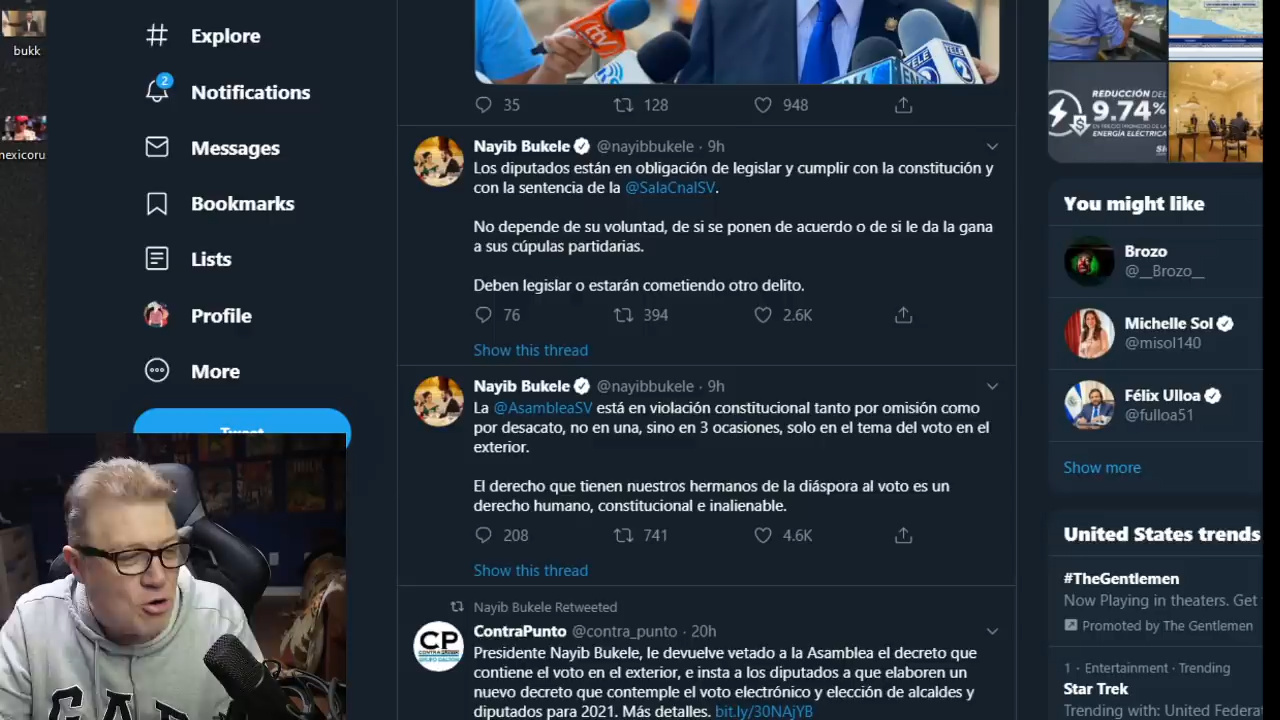 bukk
mexicoru
Explore
2
Notifications
Messages
Bookmarks
Lists
Profile
More
Tweet
rtv
TELE
TELE
35 128 948
Nayib Bukele @nayibbukele · 9h
Los diputados están en obligación de legislar y cumplir con la constitución y
con la sentencia de la @SalaCnalSV.
No depende de su voluntad, de si se ponen de acuerdo o de si le da la gana
a sus cúpulas partidarias.
Deben legislar o estarán cometiendo otro delito.
76 394 2.6K
Show this thread
Nayib Bukele @nayibbukele · 9h
La @AsambleaSV está en violación constitucional tanto por omisión como
por desacato, no en una, sino en 3 ocasiones, solo en el tema del voto en el
exterior.
El derecho que tienen nuestros hermanos de la diáspora al voto es un
derecho humano, constitucional e inalienable.
208 741 4.6K
Show this thread
Nayib Bukele Retweeted
CP
ContraPunto @contra_punto · 20h
Presidente Nayib Bukele, le devuelve vetado a la Asamblea el decreto que
contiene el voto en el exterior, e insta a los diputados a que elaboren un
nuevo decreto que contemple el voto electrónico y elección de alcaldes y
diputados para 2021. Más detalles. bit.ly/30NAjYB
REDUCCIÓN DEL
9.74%
EN PRECIO PROMEDIO DE LA
ENERGÍA ELÉCTRICA
You might like
Brozo
@__Brozo__
Michelle Sol
@misol140
Félix Ulloa
@fulloa51
Show more
United States trends
#TheGentlemen
Now Playing in theaters. Get
Promoted by The Gentlemen
1 · Entertainment · Trending
Star Trek
Trending with: United Federa
GAP